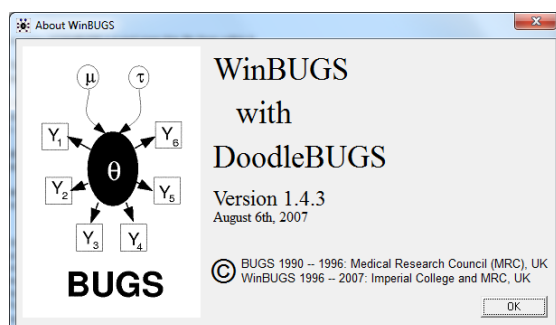 About WinBUGS
μ τ
Y1 Y6
θ
Y2 Y5
Y3 Y4
BUGS
WinBUGS
with
DoodleBUGS
Version 1.4.3
August 6th, 2007
© BUGS 1990 -- 1996: Medical Research Council (MRC), UK
WinBUGS 1996 -- 2007: Imperial College and MRC, UK
OK